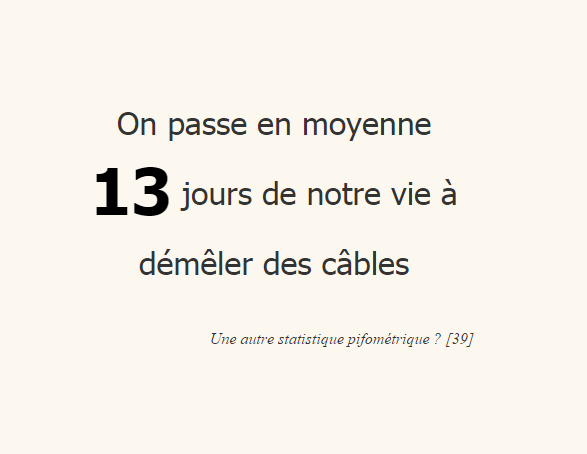 On passe en moyenne
13 jours de notre vie à
démêler des câbles
Une autre statistique pifométrique ? [39]